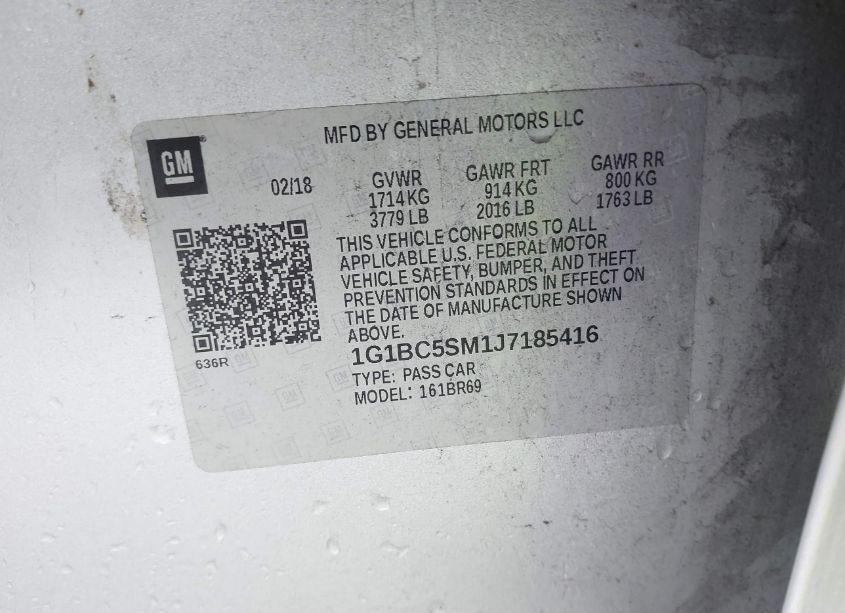 MFD BY GENERAL MOTORS LLC
GM
02/18
GVWR
1714 KG
3779 LB
GAWR FRT
914 KG
2016 LB
GAWR RR
800 KG
1763 LB
THIS VEHICLE CONFORMS TO ALL
APPLICABLE U.S. FEDERAL MOTOR
VEHICLE SAFETY, BUMPER, AND THEFT
PREVENTION STANDARDS IN EFFECT ON
THE DATE OF MANUFACTURE SHOWN
ABOVE.
636R
1G1BC5SM1J7185416
TYPE: PASS CAR
MODEL: 161BR69